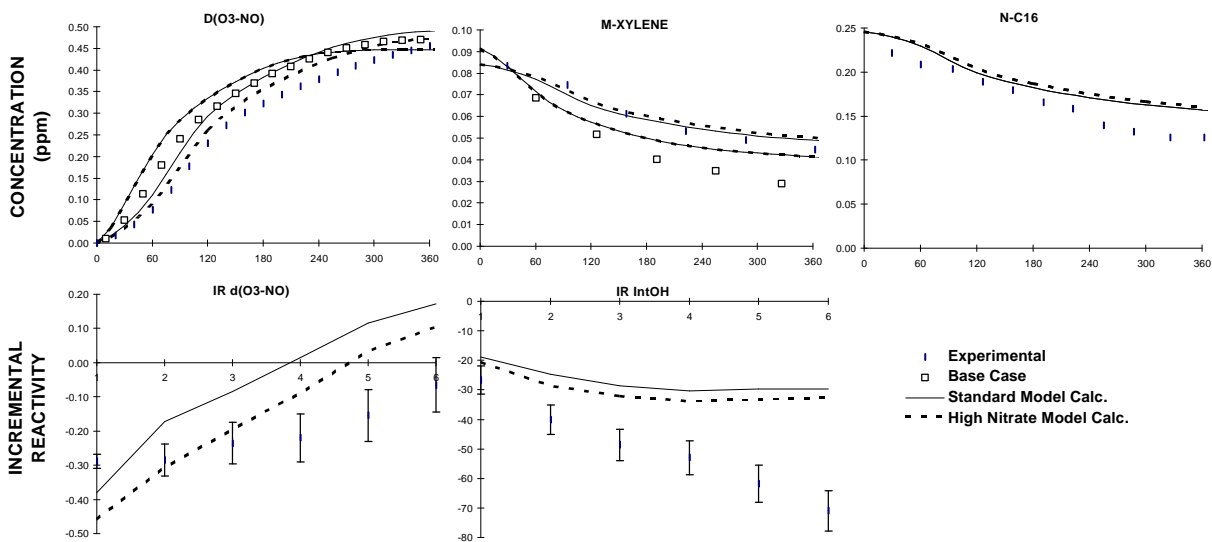 D(O3-NO)
M-XYLENE
N-C16
CONCENTRATION
(ppm)
0.50
0.45
0.40
0.35
0.30
0.25
0.20
0.15
0.10
0.05
0.00
0 60 120 180 240 300 360
0.10
0.09
0.08
0.07
0.06
0.05
0.04
0.03
0.02
0.01
0.00
0 60 120 180 240 300 360
0.25
0.20
0.15
0.10
0.05
0.00
0 60 120 180 240 300 360
IR d(O3-NO)
IR IntOH
INCREMENTAL
REACTIVITY
0.20
0.10
0.00
-0.10
-0.20
-0.30
-0.40
-0.50
1 2 3 4 5 6
0
-10
-20
-30
-40
-50
-60
-70
-80
1 2 3 4 5 6
Experimental
Base Case
Standard Model Calc.
High Nitrate Model Calc.